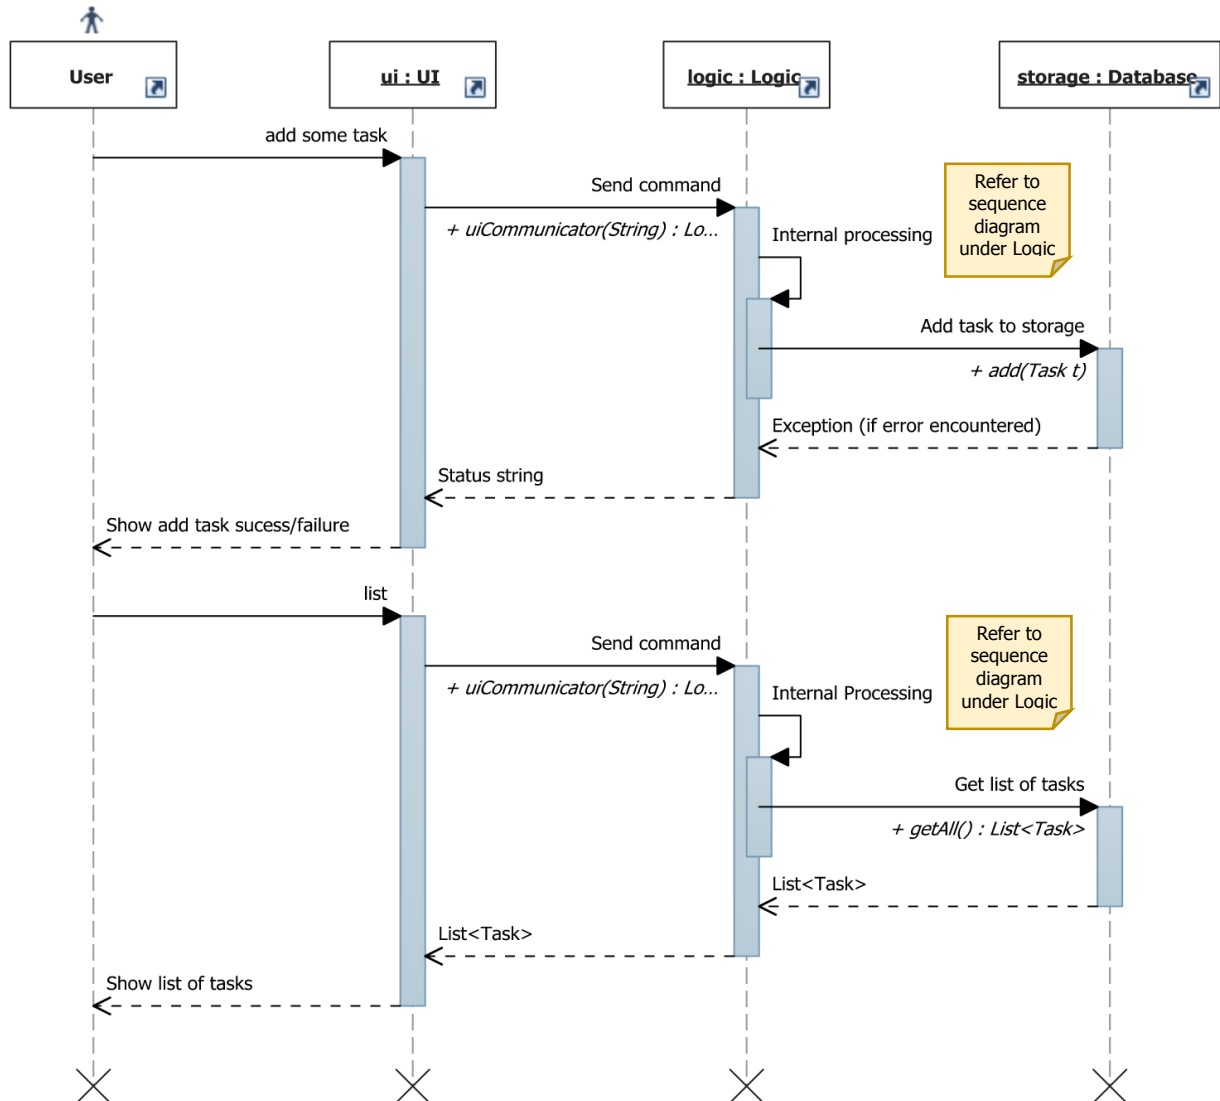 User
ui : UI
logic : Logic
storage : Database
add some task
Send command
+ uiCommunicator(String) : Lo...
Internal processing
Refer to
sequence
diagram
under Logic
Add task to storage
+ add(Task t)
Exception (if error encountered)
Status string
Show add task sucess/failure
list
Send command
+ uiCommunicator(String) : Lo...
Internal Processing
Refer to
sequence
diagram
under Logic
Get list of tasks
+ getAll() : List<Task>
List<Task>
List<Task>
Show list of tasks